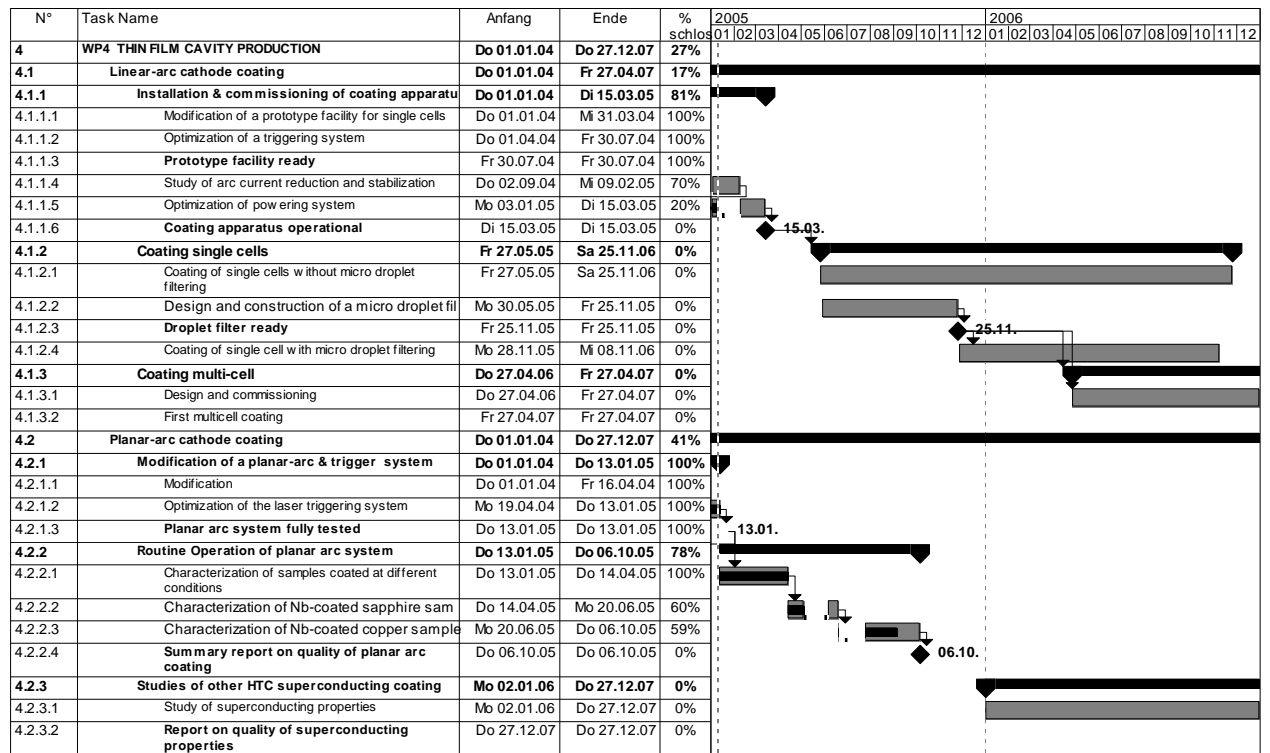 N° Task Name Anfang Ende % schlos 2005 2006
01 02 03 04 05 06 07 08 09 10 11 12 01 02 03 04 05 06 07 08 09 10 11 12
4 WP4 THIN FILM CAVITY PRODUCTION Do 01.01.04 Do 27.12.07 27%
4.1 Linear-arc cathode coating Do 01.01.04 Fr 27.04.07 17%
4.1.1 Installation & commissioning of coating apparatu Do 01.01.04 Di 15.03.05 81%
4.1.1.1 Modification of a prototype facility for single cells Do 01.01.04 Mi 31.03.04 100%
4.1.1.2 Optimization of a triggering system Do 01.04.04 Fr 30.07.04 100%
4.1.1.3 Prototype facility ready Fr 30.07.04 Fr 30.07.04 100%
4.1.1.4 Study of arc current reduction and stabilization Do 02.09.04 Mi 09.02.05 70%
4.1.1.5 Optimization of powering system Mo 03.01.05 Di 15.03.05 20%
4.1.1.6 Coating apparatus operational Di 15.03.05 Di 15.03.05 0% 15.03.
4.1.2 Coating single cells Fr 27.05.05 Sa 25.11.06 0%
4.1.2.1 Coating of single cells without micro droplet Fr 27.05.05 Sa 25.11.06 0%
filtering
4.1.2.2 Design and construction of a micro droplet fil Mo 30.05.05 Fr 25.11.05 0%
4.1.2.3 Droplet filter ready Fr 25.11.05 Fr 25.11.05 0% 25.11.
4.1.2.4 Coating of single cell with micro droplet filtering Mo 28.11.05 Mi 08.11.06 0%
4.1.3 Coating multi-cell Do 27.04.06 Fr 27.04.07 0%
4.1.3.1 Design and commissioning Do 27.04.06 Fr 27.04.07 0%
4.1.3.2 First multicell coating Fr 27.04.07 Fr 27.04.07 0%
4.2 Planar-arc cathode coating Do 01.01.04 Do 27.12.07 41%
4.2.1 Modification of a planar-arc & trigger system Do 01.01.04 Do 13.01.05 100%
4.2.1.1 Modification Do 01.01.04 Fr 16.04.04 100%
4.2.1.2 Optimization of the laser triggering system Mo 19.04.04 Do 13.01.05 100%
4.2.1.3 Planar arc system fully tested Do 13.01.05 Do 13.01.05 100% 13.01.
4.2.2 Routine Operation of planar arc system Do 13.01.05 Do 06.10.05 78%
4.2.2.1 Characterization of samples coated at different Do 13.01.05 Do 14.04.05 100%
conditions
4.2.2.2 Characterization of Nb-coated sapphire sam Do 14.04.05 Mo 20.06.05 60%
4.2.2.3 Characterization of Nb-coated copper sample Mo 20.06.05 Do 06.10.05 59%
4.2.2.4 Summary report on quality of planar arc Do 06.10.05 Do 06.10.05 0% 06.10.
coating
4.2.3 Studies of other HTC superconducting coating Mo 02.01.06 Do 27.12.07 0%
4.2.3.1 Study of superconducting properties Mo 02.01.06 Do 27.12.07 0%
4.2.3.2 Report on quality of superconducting Do 27.12.07 Do 27.12.07 0%
properties